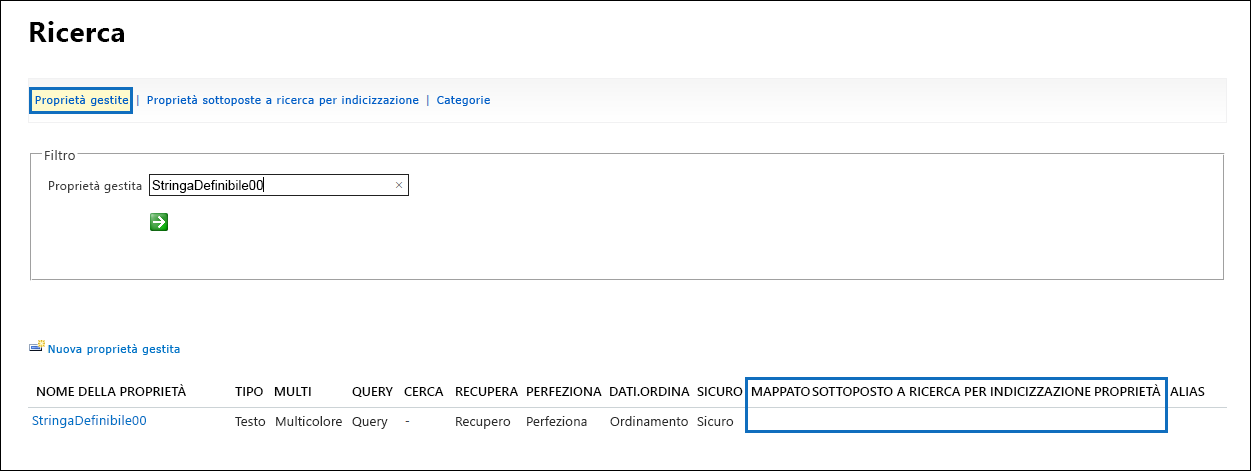 Ricerca
Proprietà gestite | Proprietà sottoposte a ricerca per indicizzazione | Categorie
Filtro
Proprietà gestita StringaDefinibile00 ×
Nuova proprietà gestita
NOME DELLA PROPRIETÀ TIPO MULTI QUERY CERCA RECUPERA PERFEZIONA DATI.ORDINA SICURO MAPPATO SOTTOPOSTO A RICERCA PER INDICIZZAZIONE PROPRIETÀ ALIAS
StringaDefinibile00 Testo Multicolore Query - Recupero Perfeziona Ordinamento Sicuro